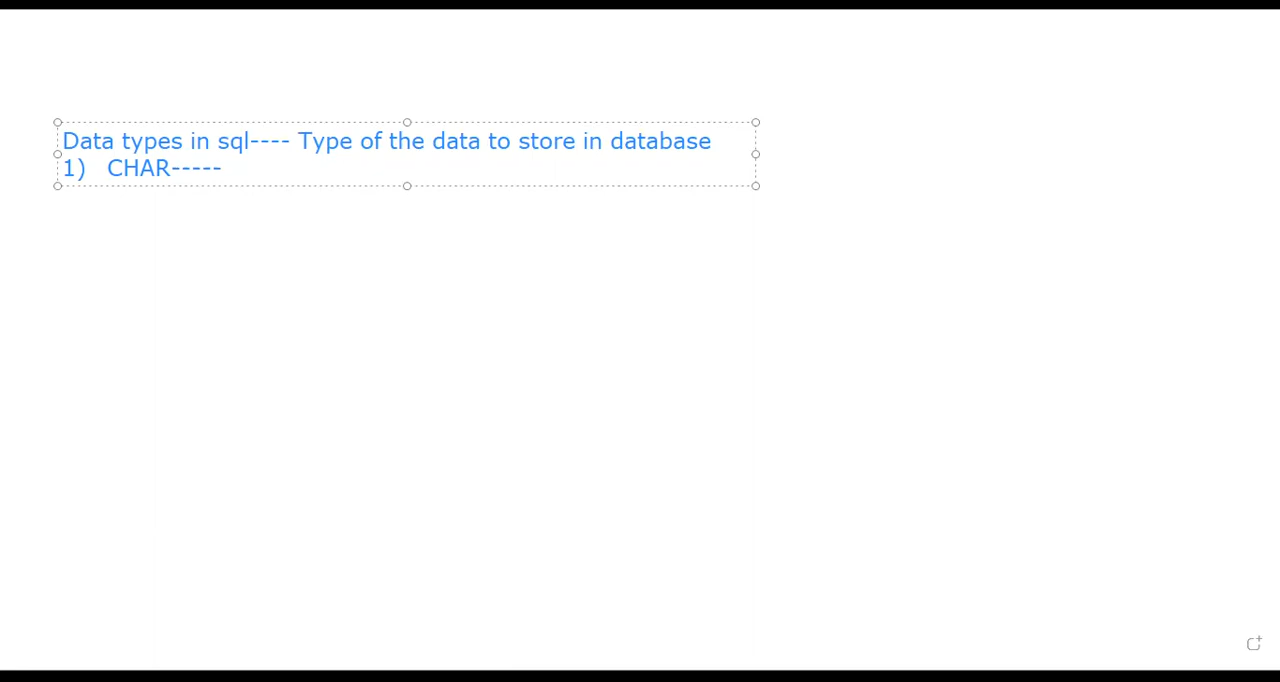 Data types in sql---- Type of the data to store in database
1) CHAR-----